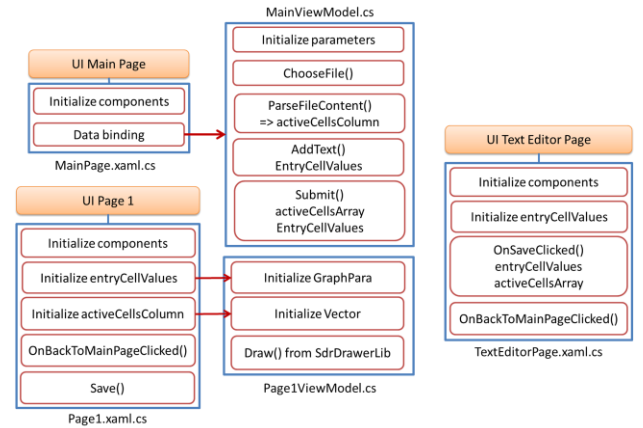 MainViewModel.cs
Initialize parameters
ChooseFile()
ParseFileContent()
=> activeCellsColumn
AddText()
EntryCellValues
Submit()
activeCellsArray
EntryCellValues
UI Main Page
Initialize components
Data binding
MainPage.xaml.cs
UI Page 1
Initialize components
Initialize entryCellValues
Initialize activeCellsColumn
OnBackToMainPageClicked()
Save()
Page1.xaml.cs
Initialize GraphPara
Initialize Vector
Draw() from SdrDrawerLib
Page1ViewModel.cs
UI Text Editor Page
Initialize components
Initialize entryCellValues
OnSaveClicked()
entryCellValues
activeCellsArray
OnBackToMainPageClicked()
TextEditorPage.xaml.cs